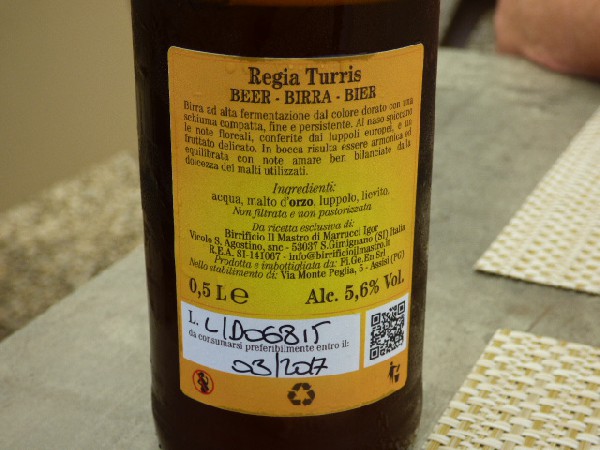 Regia Turris
BEER - BIRRA - BIER
Birra ad alta fermentazione dal colore dorato con una
schiuma compatta, fine e persistente. Al naso spiccano
le note floreali, conferite dai luppoli europei, e un
fruttato delicato. In bocca risulta essere armonica ed
equilibrata con note amare ben bilanciate dalla
dolcezza dei malti utilizzati.
Ingredienti:
acqua, malto d'orzo, luppolo, lievito.
Non filtrata e non pastorizzata
Da ricetta esclusiva di:
Birrificio Il Mastro di Marrucci Igor
Vicolo S. Agostino, snc - 53037 S.Gimignano (SI) Italia
R.E.A. SI-141067 - info@birrificioilmastro.it
Prodotta e imbottigliata da: Fl.Ge.En Srl
Nello stabilimento di: Via Monte Peglia, 5 - Assisi (PG)
0,5 L e Alc. 5,6% Vol.
L. L1D06815
da consumarsi preferibilmente entro il:
03/2017